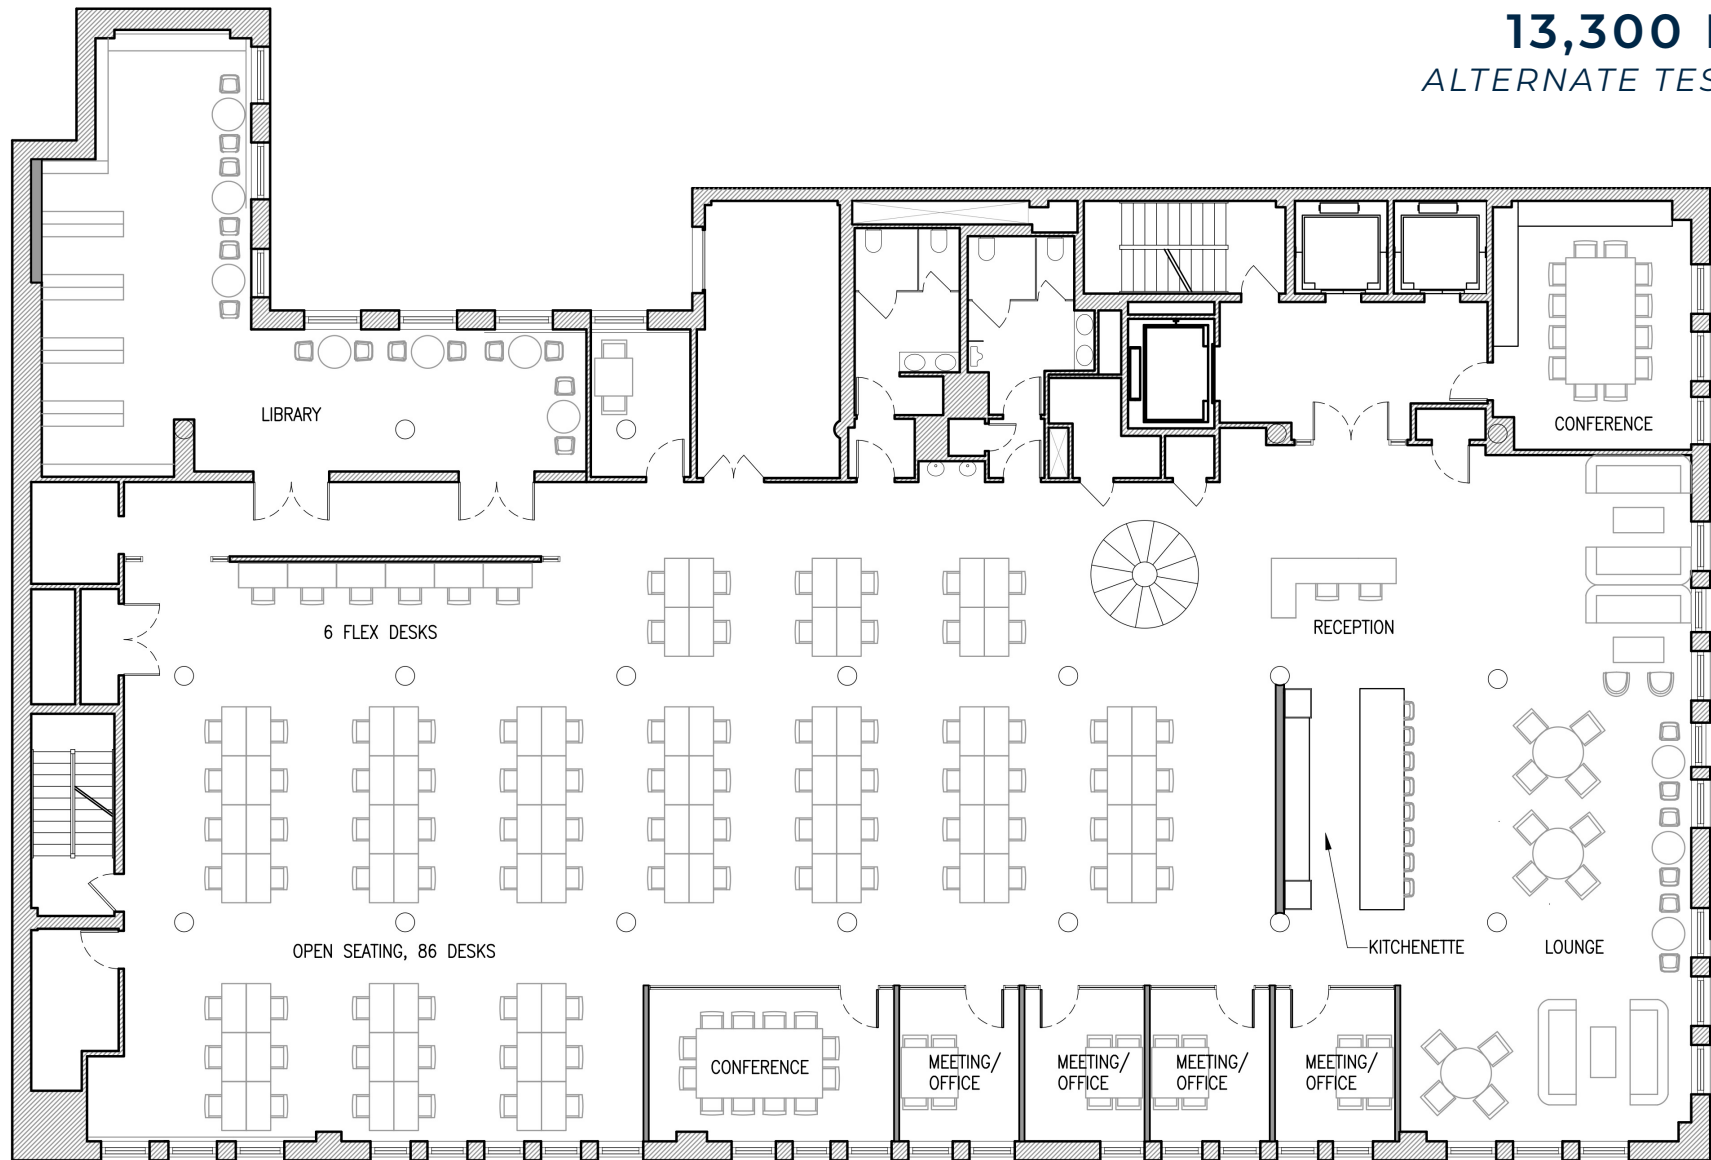 13,300
ALTERNATE
LIBRARY
CONFERENCE
6 FLEX DESKS
RECEPTION
OPEN SEATING, 86 DESKS
KITCHENETTE
LOUNGE
CONFERENCE
MEETING/
OFFICE
MEETING/
OFFICE
MEETING/
OFFICE
MEETING/
OFFICE